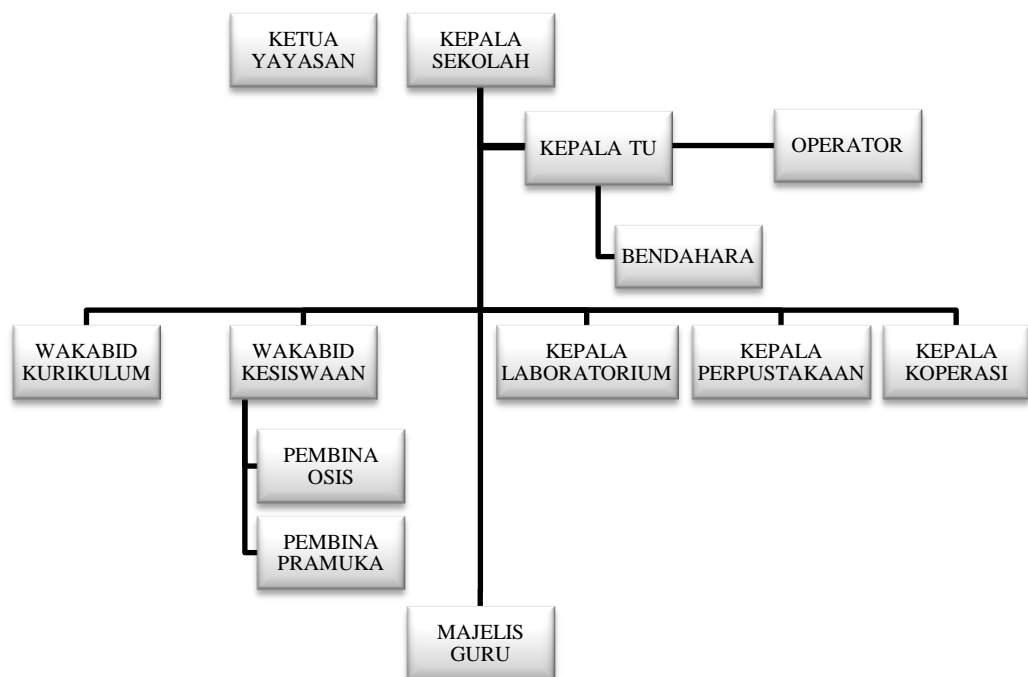 KETUA
YAYASAN
KEPALA
SEKOLAH
KEPALA TU
OPERATOR
BENDAHARA
WAKABID
KURIKULUM
WAKABID
KESISWAAN
KEPALA
LABORATORIUM
KEPALA
PERPUSTAKAAN
KEPALA
KOPERASI
PEMBINA
OSIS
PEMBINA
PRAMUKA
MAJELIS
GURU